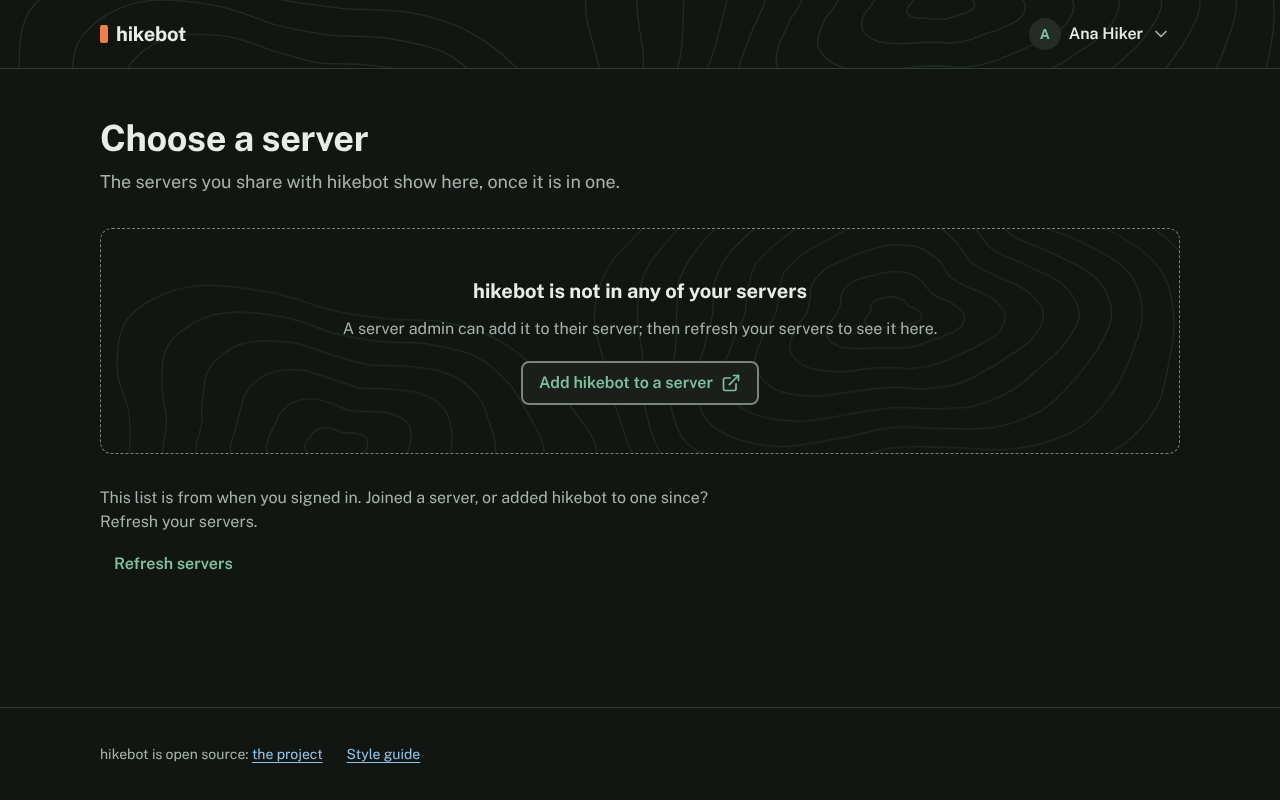 hikebot
A
Ana Hiker
Choose a server
The servers you share with hikebot show here, once it is in one.
hikebot is not in any of your servers
A server admin can add it to their server; then refresh your servers to see it here.
Add hikebot to a server
This list is from when you signed in. Joined a server, or added hikebot to one since?
Refresh your servers.
Refresh servers
hikebot is open source: the project
Style guide